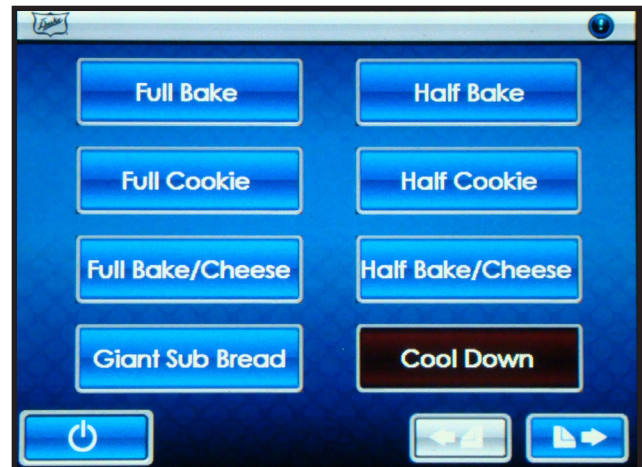 Full Bake
Half Bake
Full Cookie
Half Cookie
Full Bake/Cheese
Half Bake/Cheese
Giant Sub Bread
Cool Down